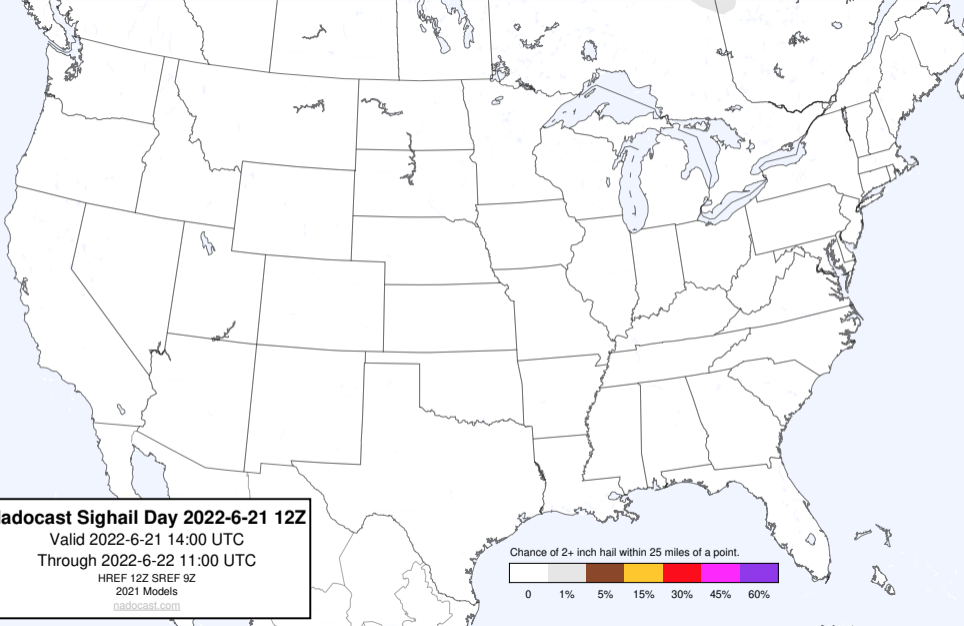 adocast Sighail Day 2022-6-21 12Z
Valid 2022-6-21 14:00 UTC
Through 2022-6-22 11:00 UTC
HREF 12Z SREF 9Z
2021 Models
nadocast.com
Chance of 2+ inch hail within 25 miles of a point.
0 1% 5% 15% 30% 45% 60%